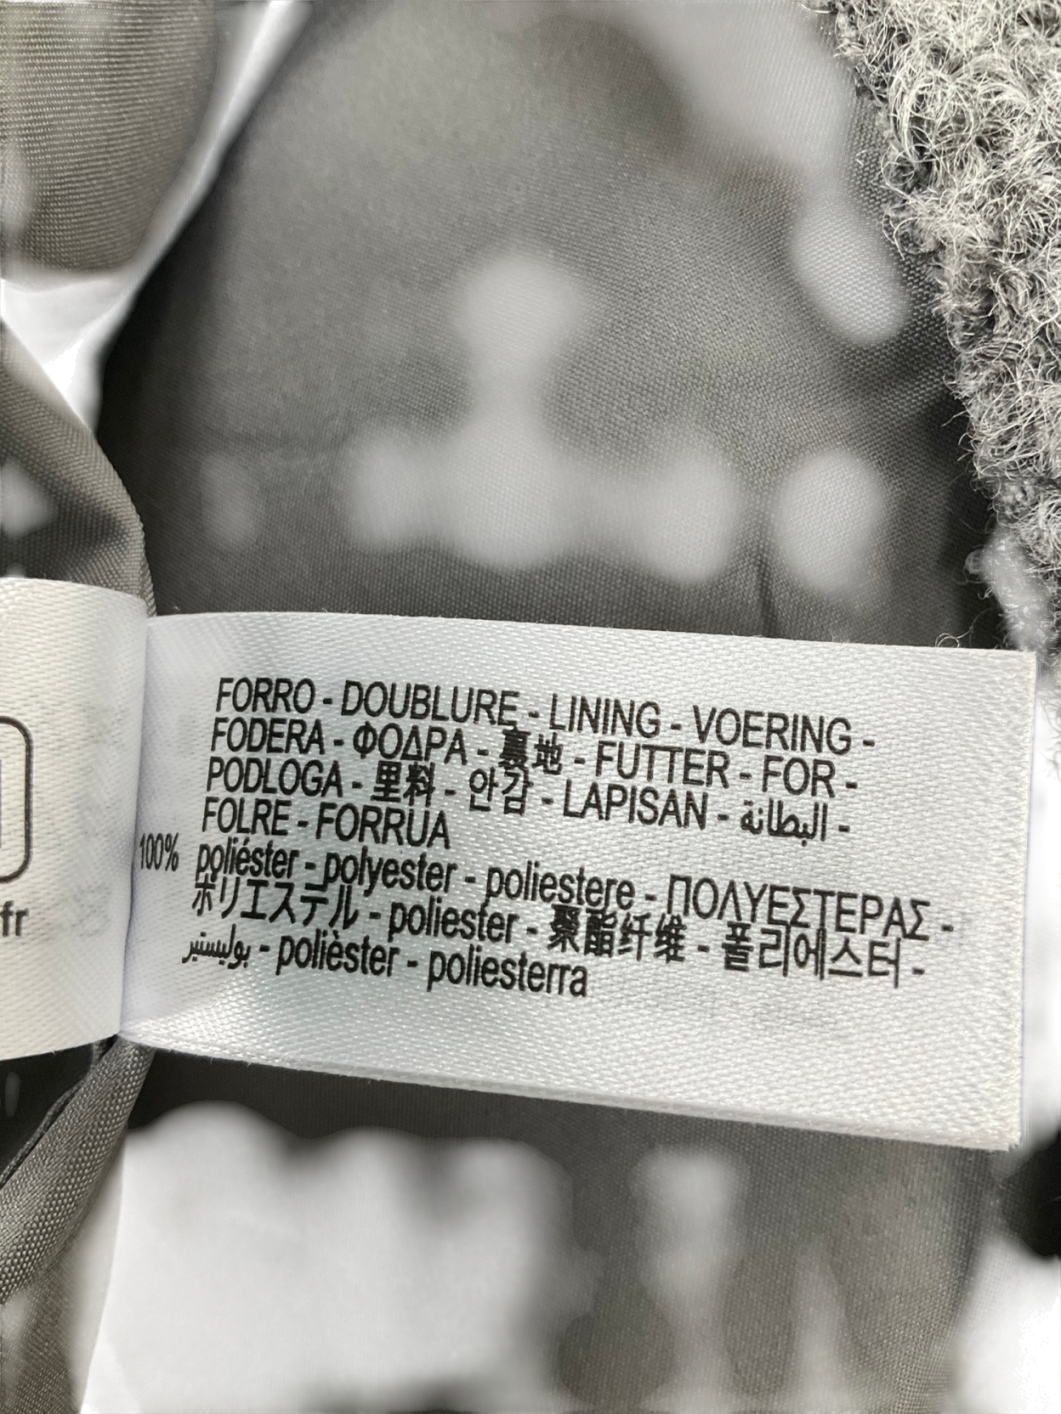 FORRO - DOUBLURE - LINING - VOERING -
FODERA - ΦΟΔΡΑ - 裏地 - FUTTER - FOR -
PODLOGA - 里料 - 안감 - LAPISAN - البطانة -
FOLRE - FORRUA
100% poliéster - polyester - poliestere - ΠΟΛΥΕΣΤΕΡΑΣ -
ポリエステル - poliester - 聚酯纤维 - 폴리에스터 -
بوليستير - polièster - poliesterra
fr